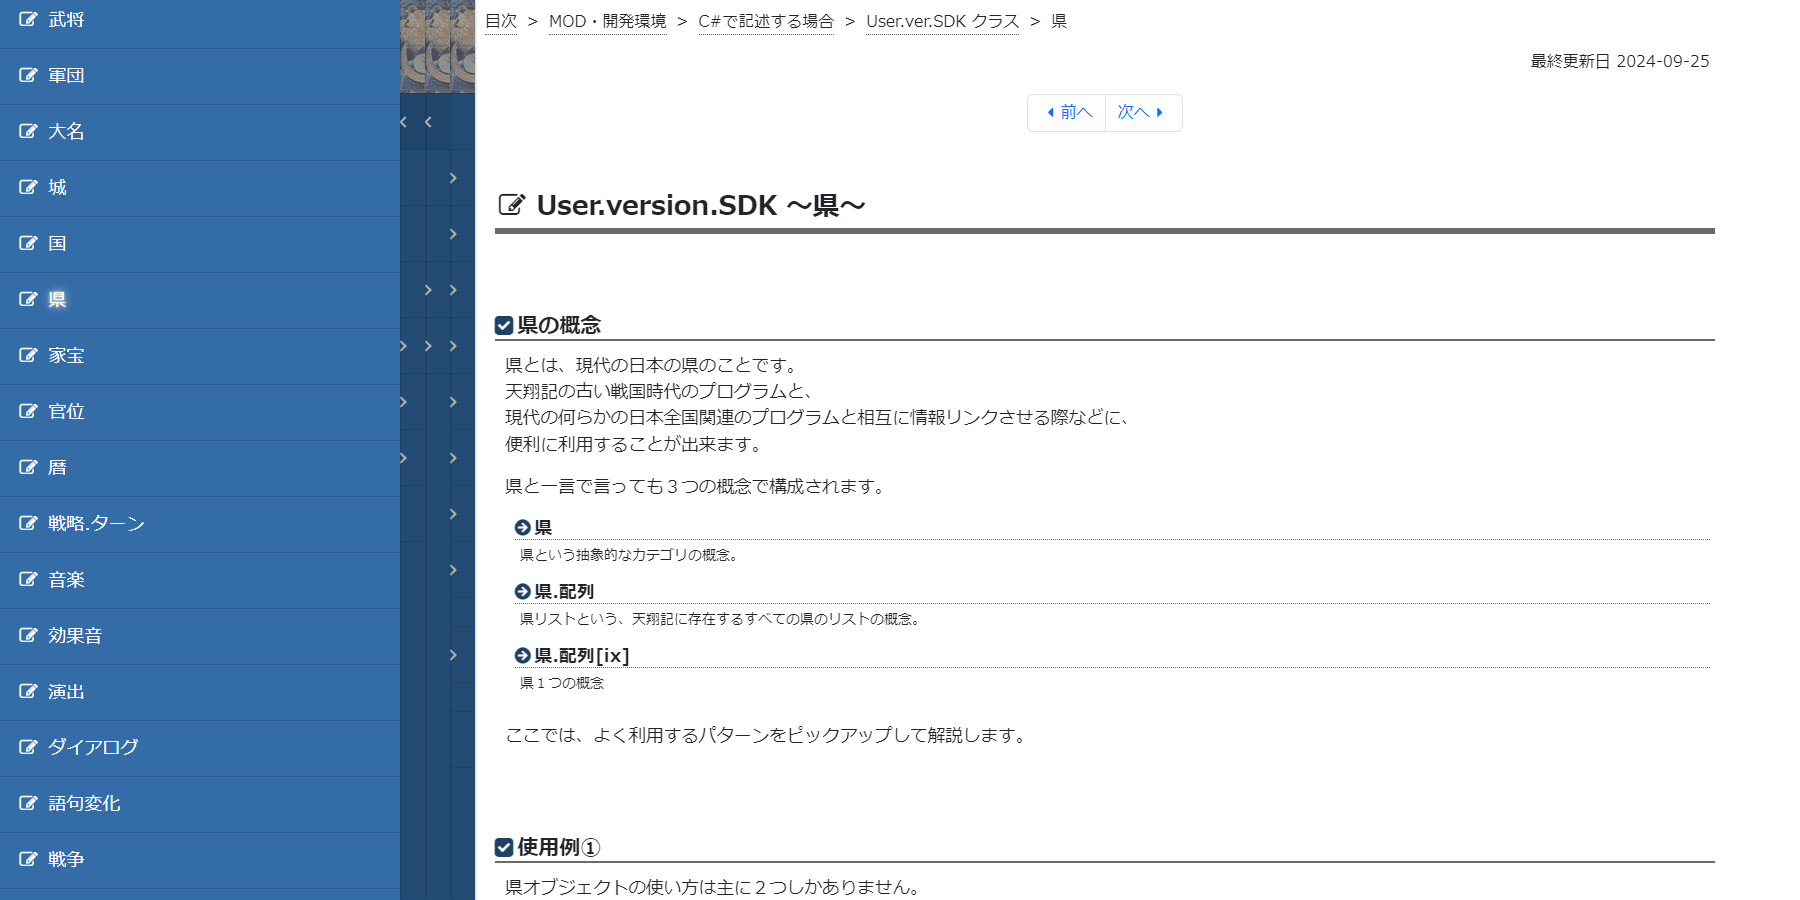 武将
軍団
大名
城
国
県
家宝
官位
暦
戦略.ターン
音楽
効果音
演出
ダイアログ
語句変化
戦争
目次 > MOD・開発環境 > C#で記述する場合 > User.ver.SDK クラス > 県
最終更新日 2024-09-25
前へ 次へ
User.version.SDK ～県～
県の概念
県とは、現代の日本の県のことです。
天翔記の古い戦国時代のプログラムと、
現代の何らかの日本全国関連のプログラムと相互に情報リンクさせる際などに、
便利に利用することが出来ます。
県と一言で言っても３つの概念で構成されます。
県
県という抽象的なカテゴリの概念。
県.配列
県リストという、天翔記に存在するすべての県のリストの概念。
県.配列[ix]
県１つの概念
ここでは、よく利用するパターンをピックアップして解説します。
使用例①
県オブジェクトの使い方は主に２つしかありません。